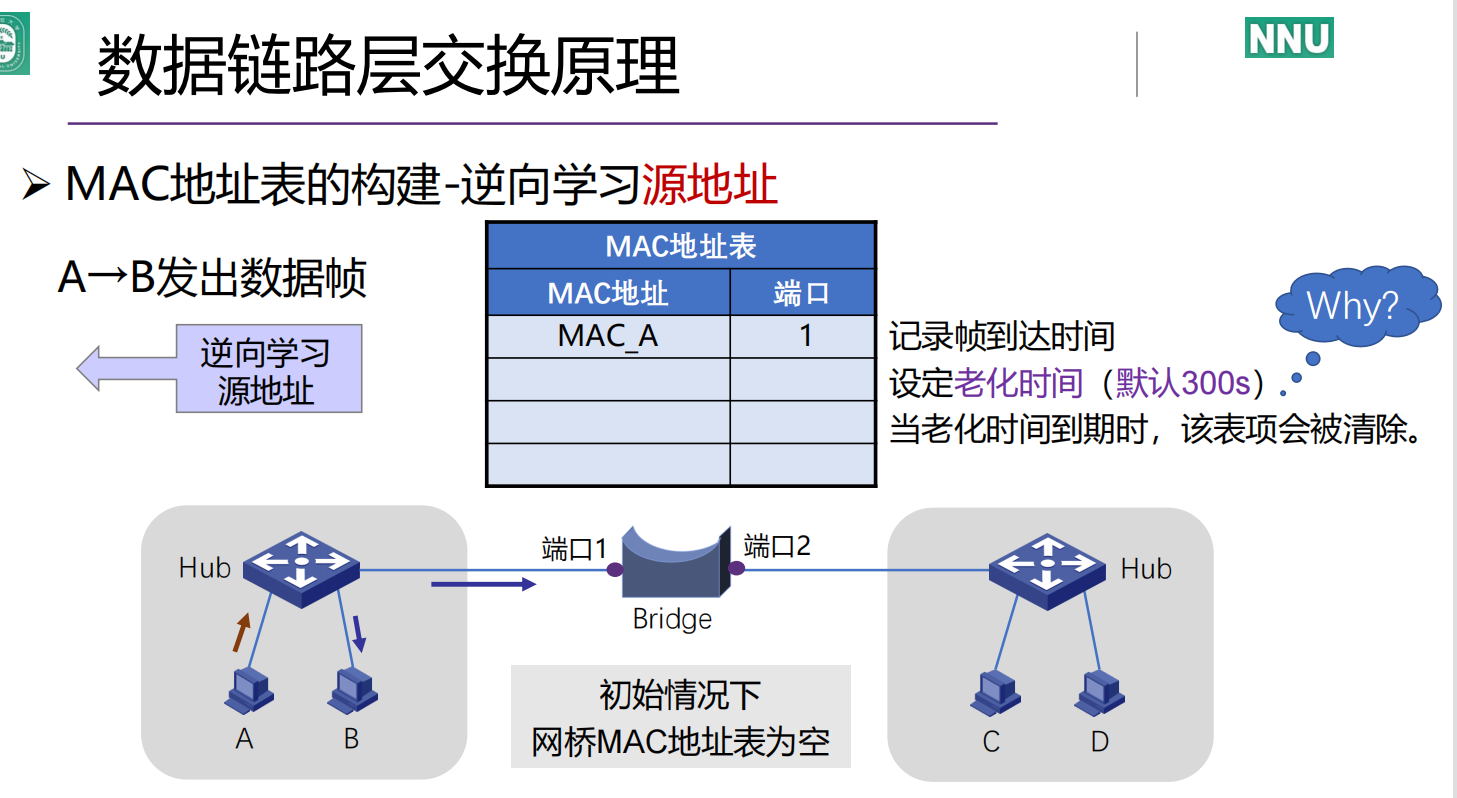 数据链路层交换原理
NNU
➢ MAC地址表的构建-逆向学习源地址
A→B发出数据帧
逆向学习
源地址
MAC地址表
MAC地址 端口
MAC_A 1
Why?
记录帧到达时间
设定老化时间（默认300s）
当老化时间到期时，该表项会被清除。
Hub
端口1
端口2
Hub
Bridge
A
B
初始情况下
网桥MAC地址表为空
C
D